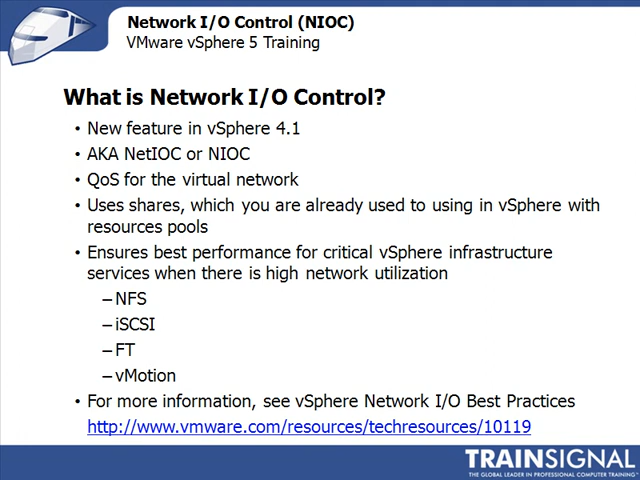 Network I/O Control (NIOC)
VMware vSphere 5 Training
What is Network I/O Control?
• New feature in vSphere 4.1
• AKA NetIOC or NIOC
• QoS for the virtual network
• Uses shares, which you are already used to using in vSphere with
resources pools
• Ensures best performance for critical vSphere infrastructure
services when there is high network utilization
– NFS
– iSCSI
– FT
– vMotion
• For more information, see vSphere Network I/O Best Practices
http://www.vmware.com/resources/techresources/10119
TRAINSIGNAL
THE GLOBAL LEADER IN PROFESSIONAL COMPUTER TRAINING